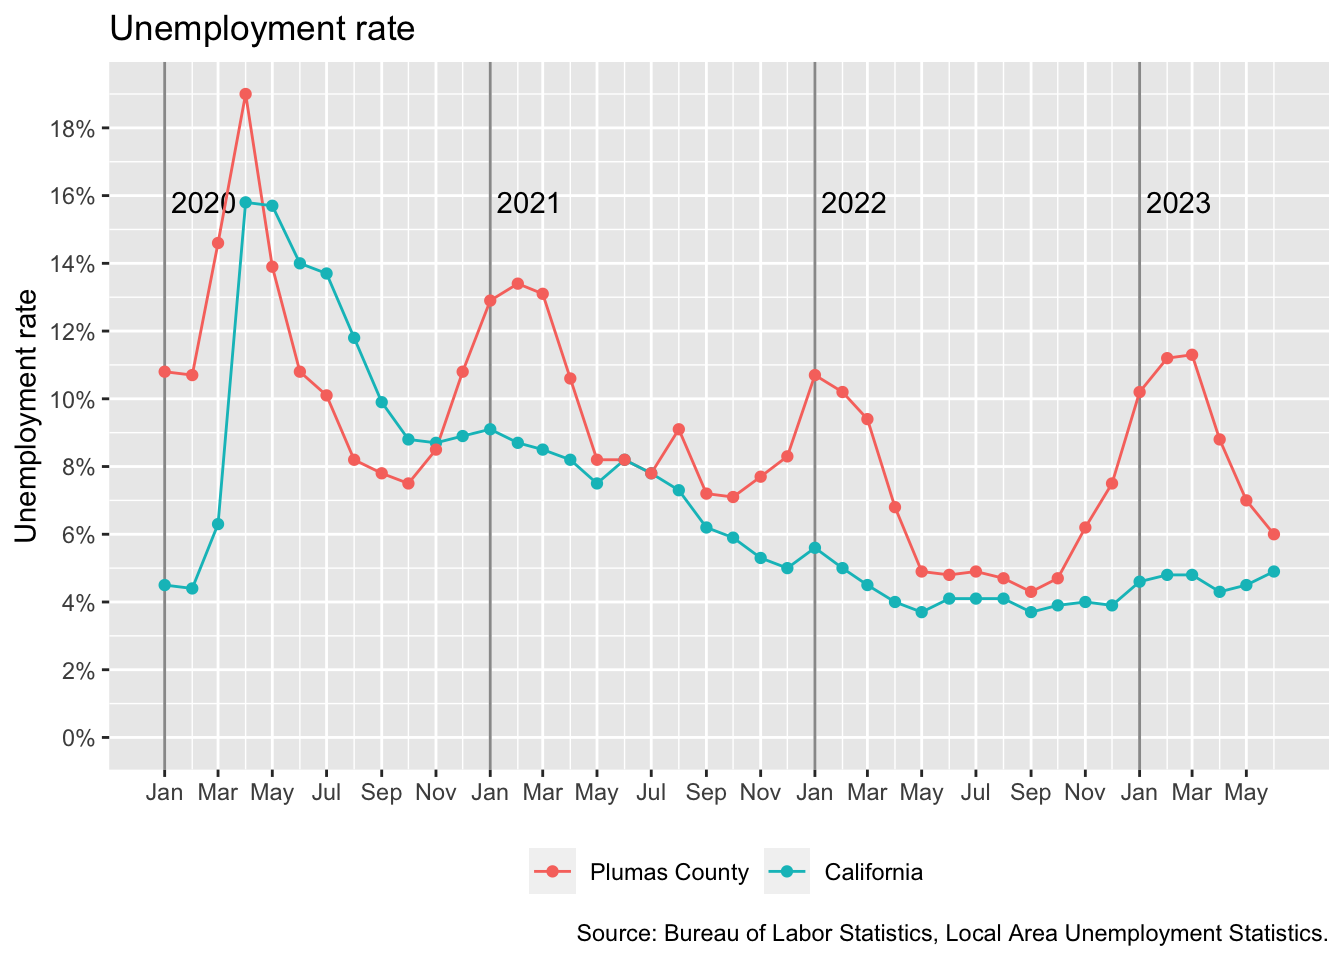 Unemployment rate
Unemployment rate
18%
16%
14%
12%
10%
8%
6%
4%
2%
0%
2020 2021 2022 2023
Jan Mar May Jul Sep Nov Jan Mar May Jul Sep Nov Jan Mar May Jul Sep Nov Jan Mar May
Plumas County California
Source: Bureau of Labor Statistics, Local Area Unemployment Statistics.